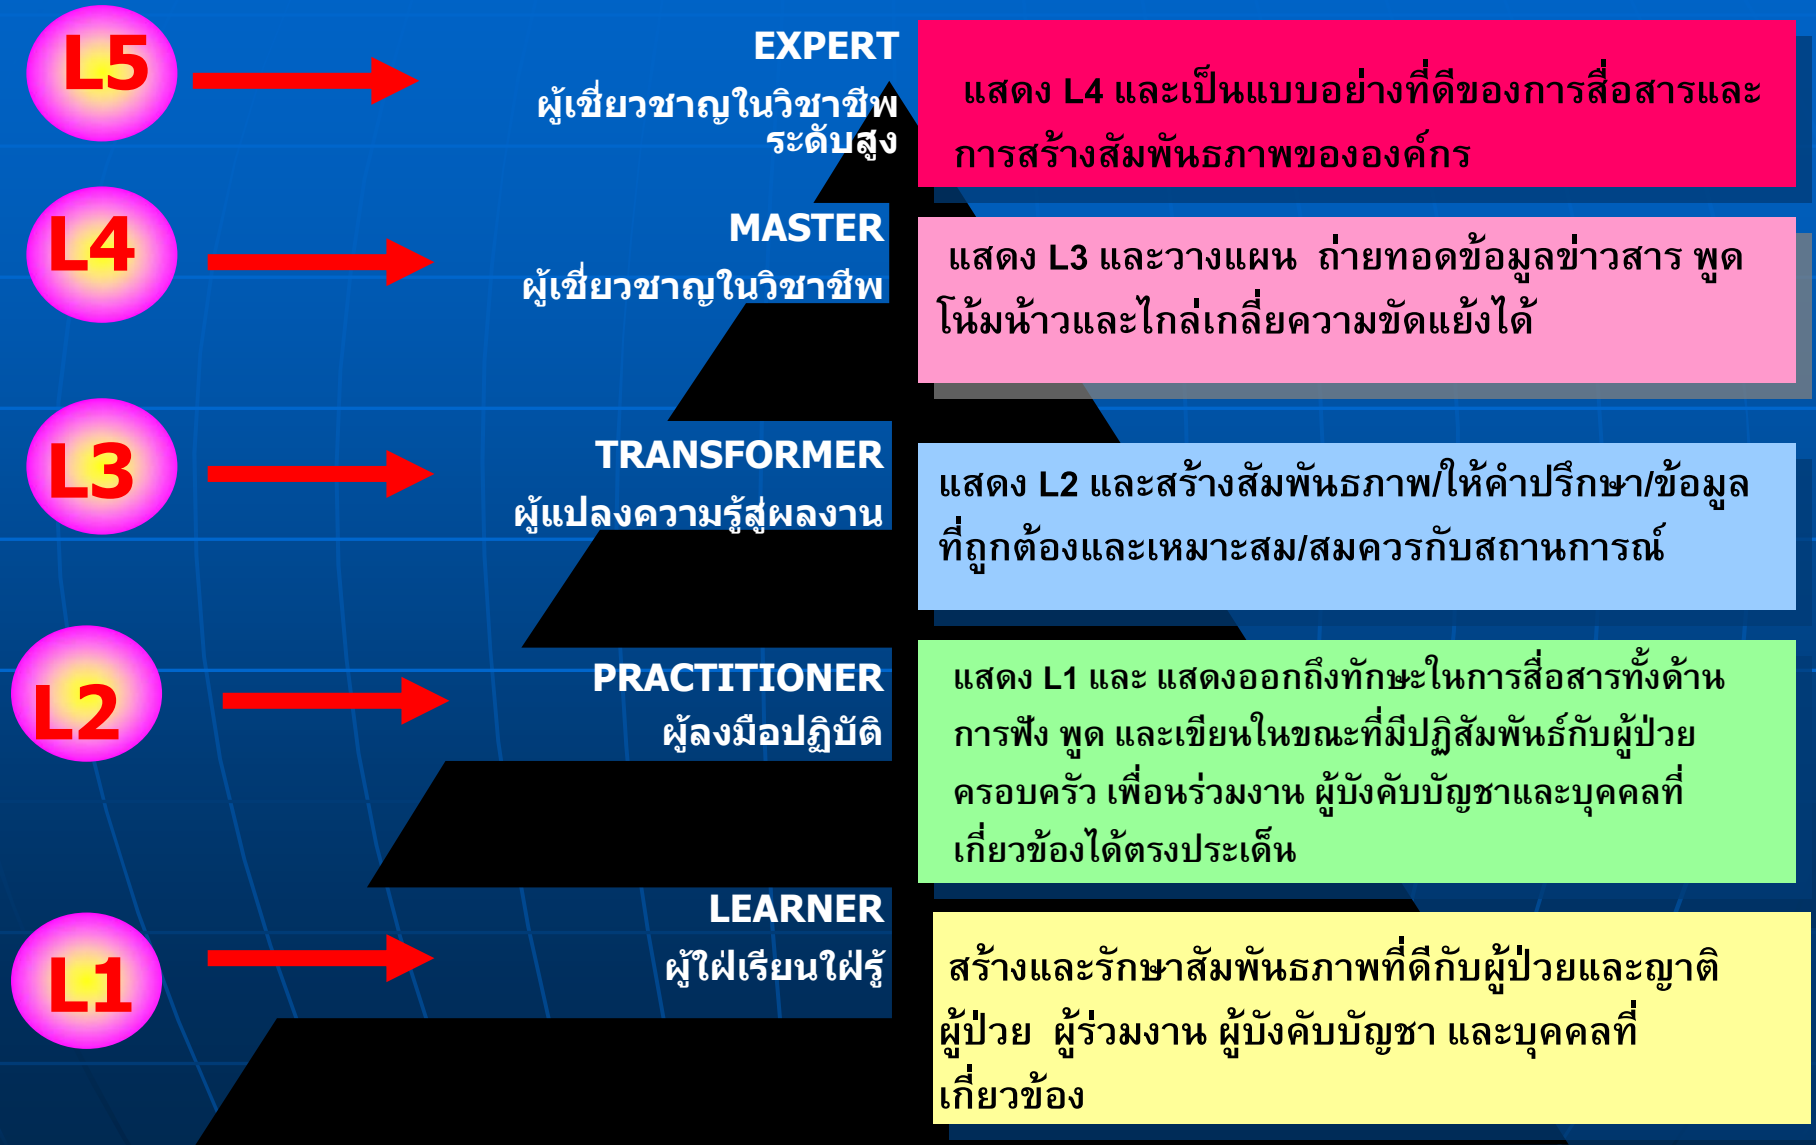 L5
EXPERT
ผู้เชี่ยวชาญในวิชาชีพ
ระดับสูง
แสดง L4 และเป็นแบบอย่างที่ดีของการสื่อสารและ
การสร้างสัมพันธภาพขององค์กร
L4
MASTER
ผู้เชี่ยวชาญในวิชาชีพ
แสดง L3 และวางแผน ถ่ายทอดข้อมูลข่าวสาร พูด
โน้มน้าวและไกล่เกลี่ยความขัดแย้งได้
L3
TRANSFORMER
ผู้แปลงความรู้สู่ผลงาน
แสดง L2 และสร้างสัมพันธภาพ/ให้คำปรึกษา/ข้อมูล
ที่ถูกต้องและเหมาะสม/สมควรกับสถานการณ์
L2
PRACTITIONER
ผู้ลงมือปฏิบัติ
แสดง L1 และ แสดงออกถึงทักษะในการสื่อสารทั้งด้าน
การฟัง พูด และเขียนในขณะที่มีปฏิสัมพันธ์กับผู้ป่วย
ครอบครัว เพื่อนร่วมงาน ผู้บังคับบัญชาและบุคคลที่
เกี่ยวข้องได้ตรงประเด็น
L1
LEARNER
ผู้ใฝ่เรียนใฝ่รู้
สร้างและรักษาสัมพันธภาพที่ดีกับผู้ป่วยและญาติ
ผู้ป่วย ผู้ร่วมงาน ผู้บังคับบัญชา และบุคคลที่
เกี่ยวข้อง